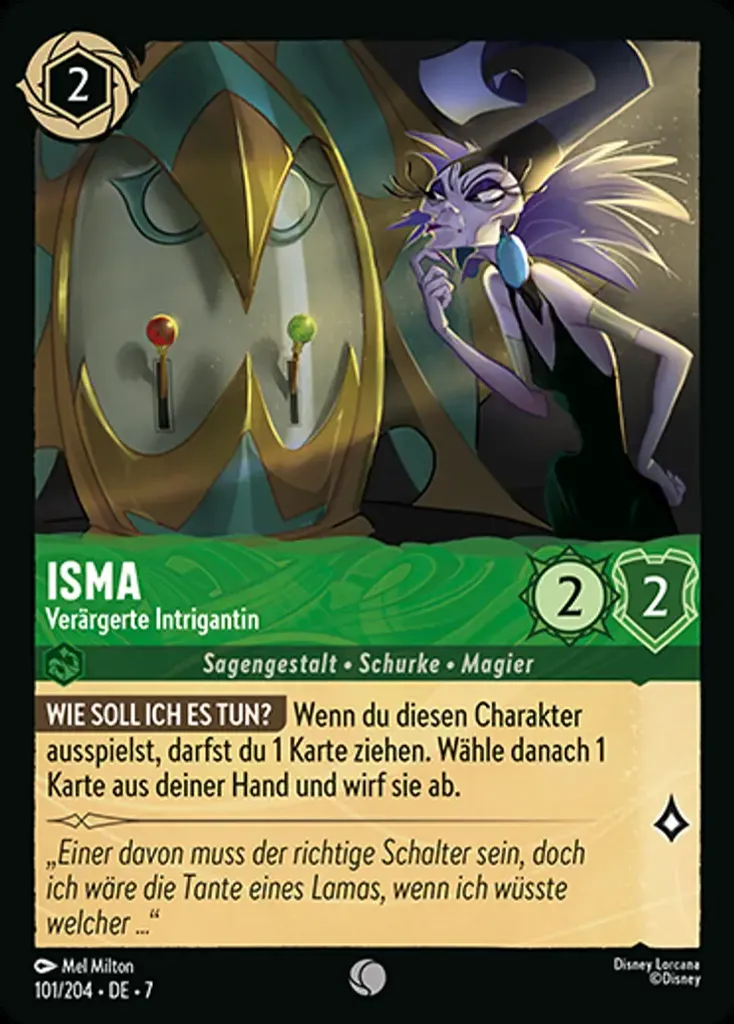 2
ISMA
Verärgerte Intrigantin
2
2
Sagengestalt • Schurke • Magier
WIE SOLL ICH ES TUN? Wenn du diesen Charakter
ausspielst, darfst du 1 Karte ziehen. Wähle danach 1
Karte aus deiner Hand und wirf sie ab.
„Einer davon muss der richtige Schalter sein, doch
ich wäre die Tante eines Lamas, wenn ich wüsste
welcher ...“
Mel Milton
101/204 • DE • 7
Disney Lorcana
©Disney